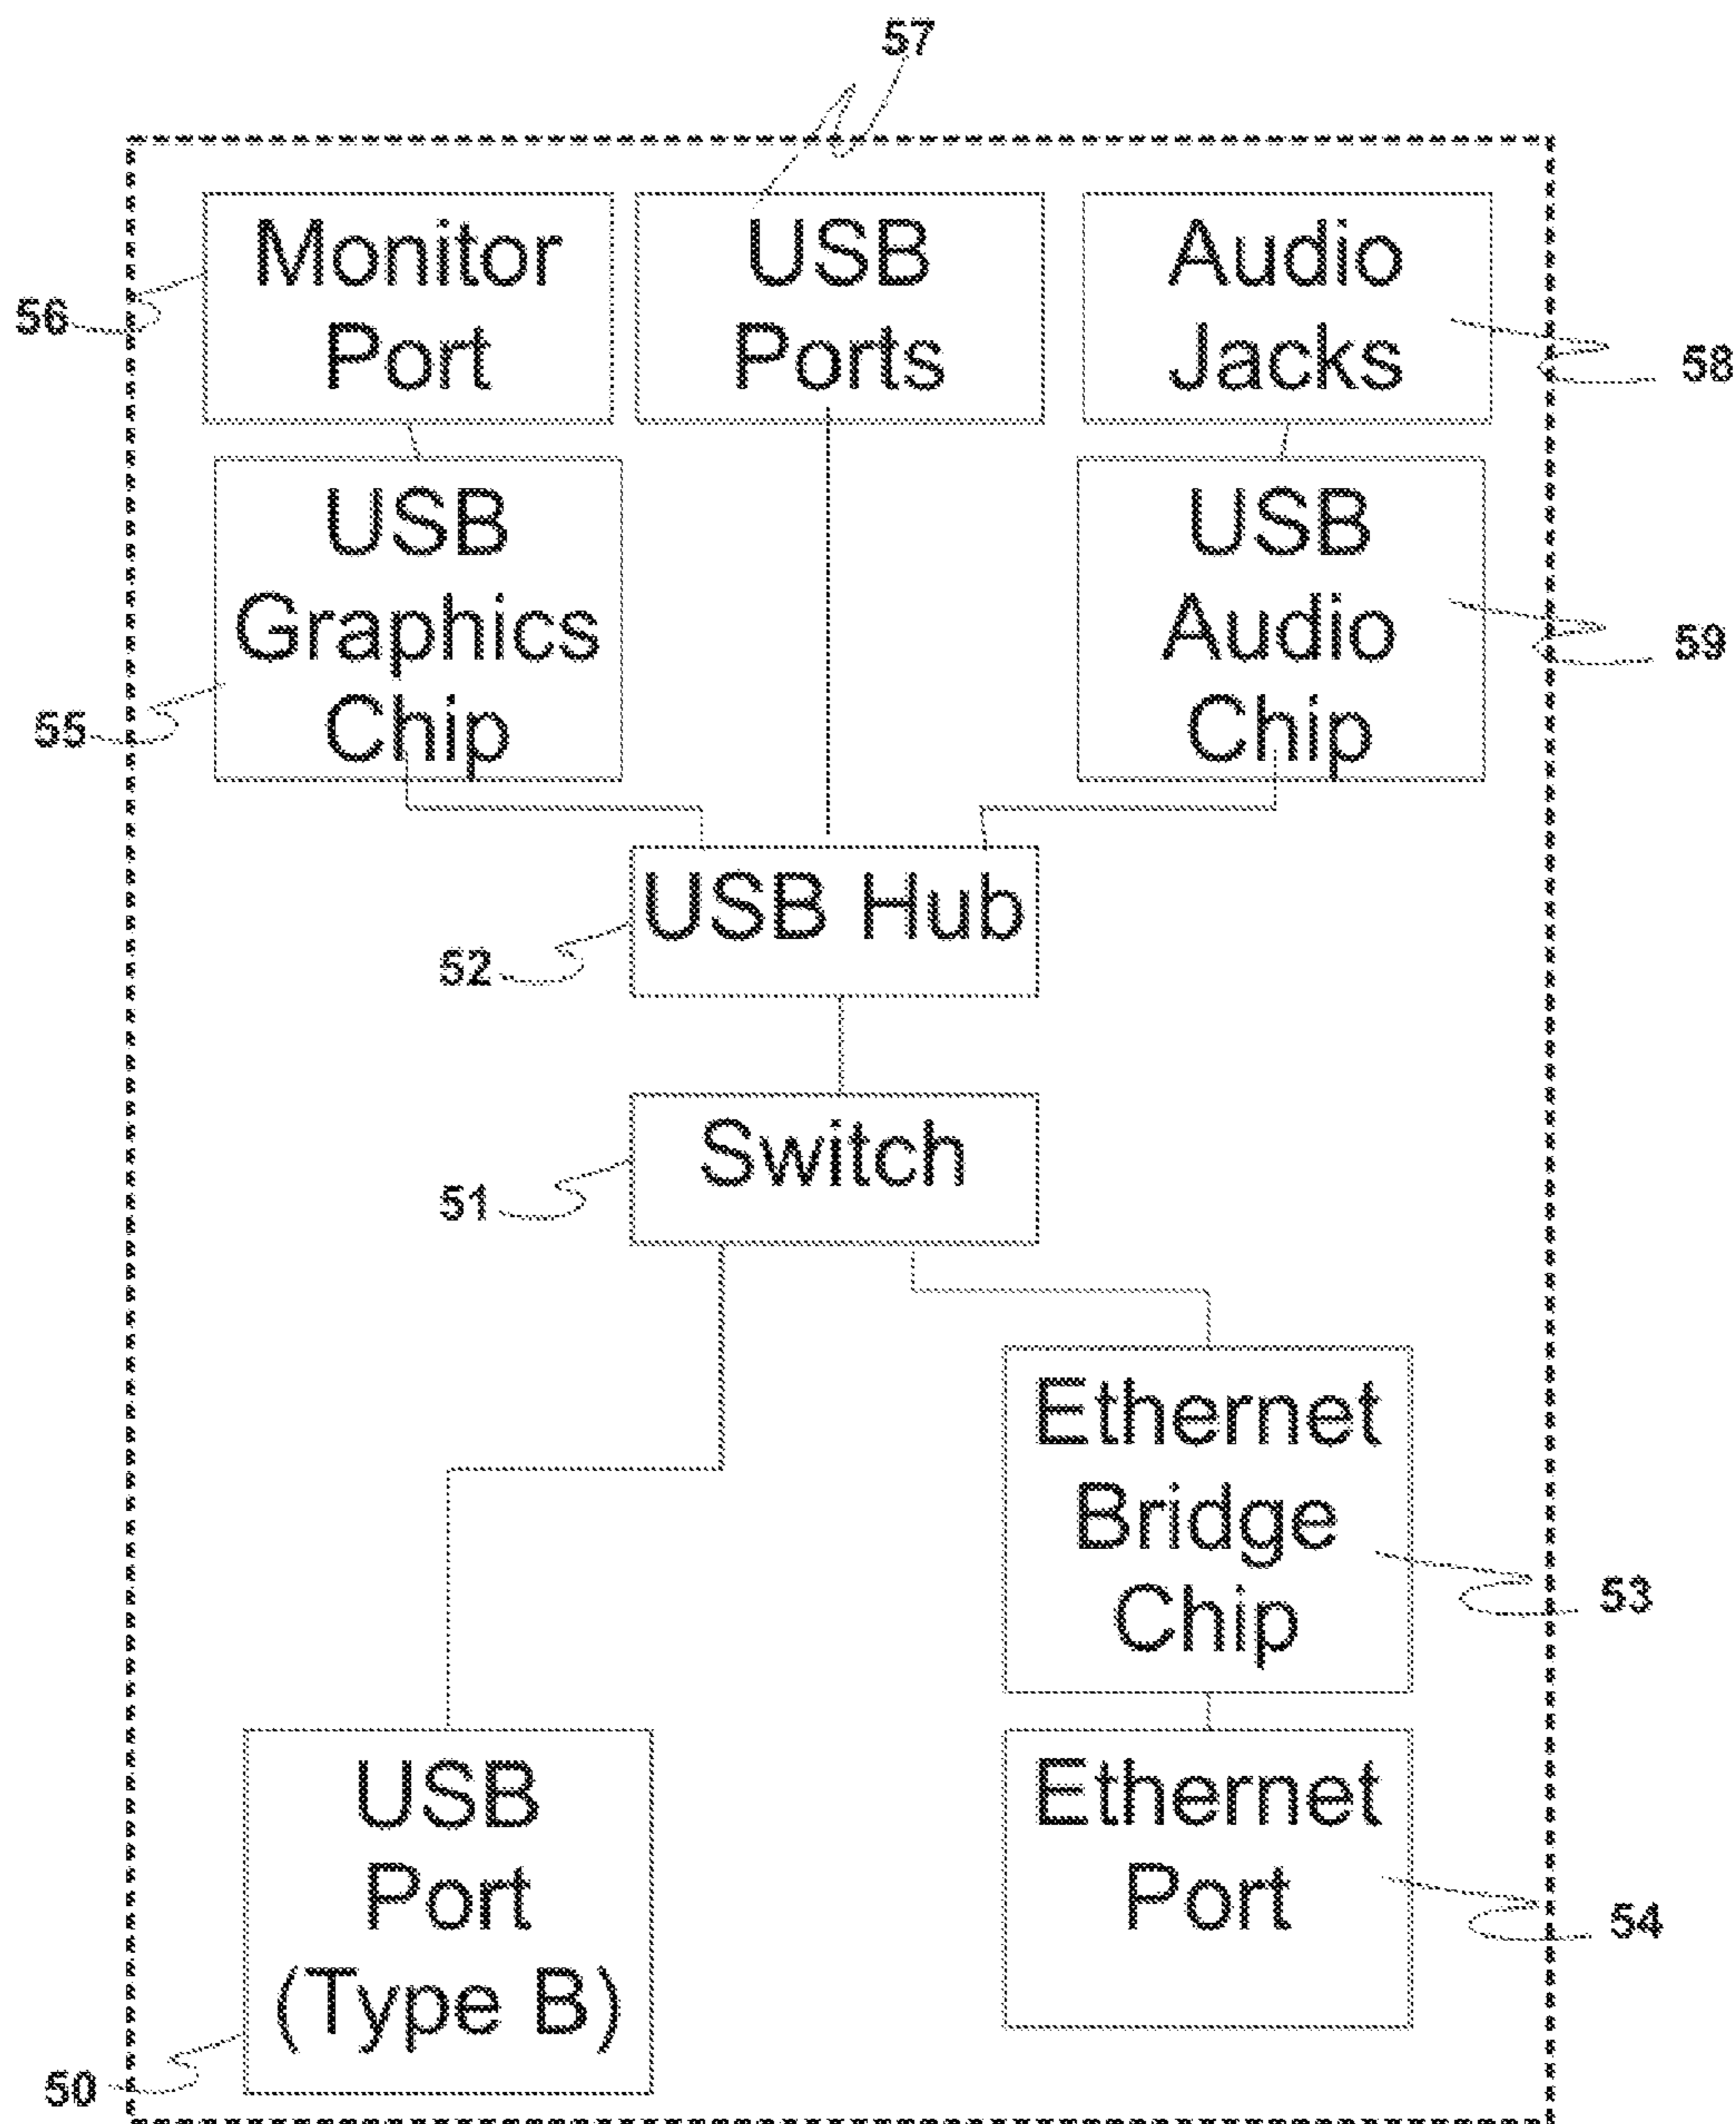 57
Monitor
Port
USB
Ports
Audio
Jacks
56
58
USB
Graphics
Chip
USB
Audio
Chip
55
59
USB Hub
52
Switch
51
Ethernet
Bridge
Chip
53
USB
Port
(Type B)
Ethernet
Port
54
50